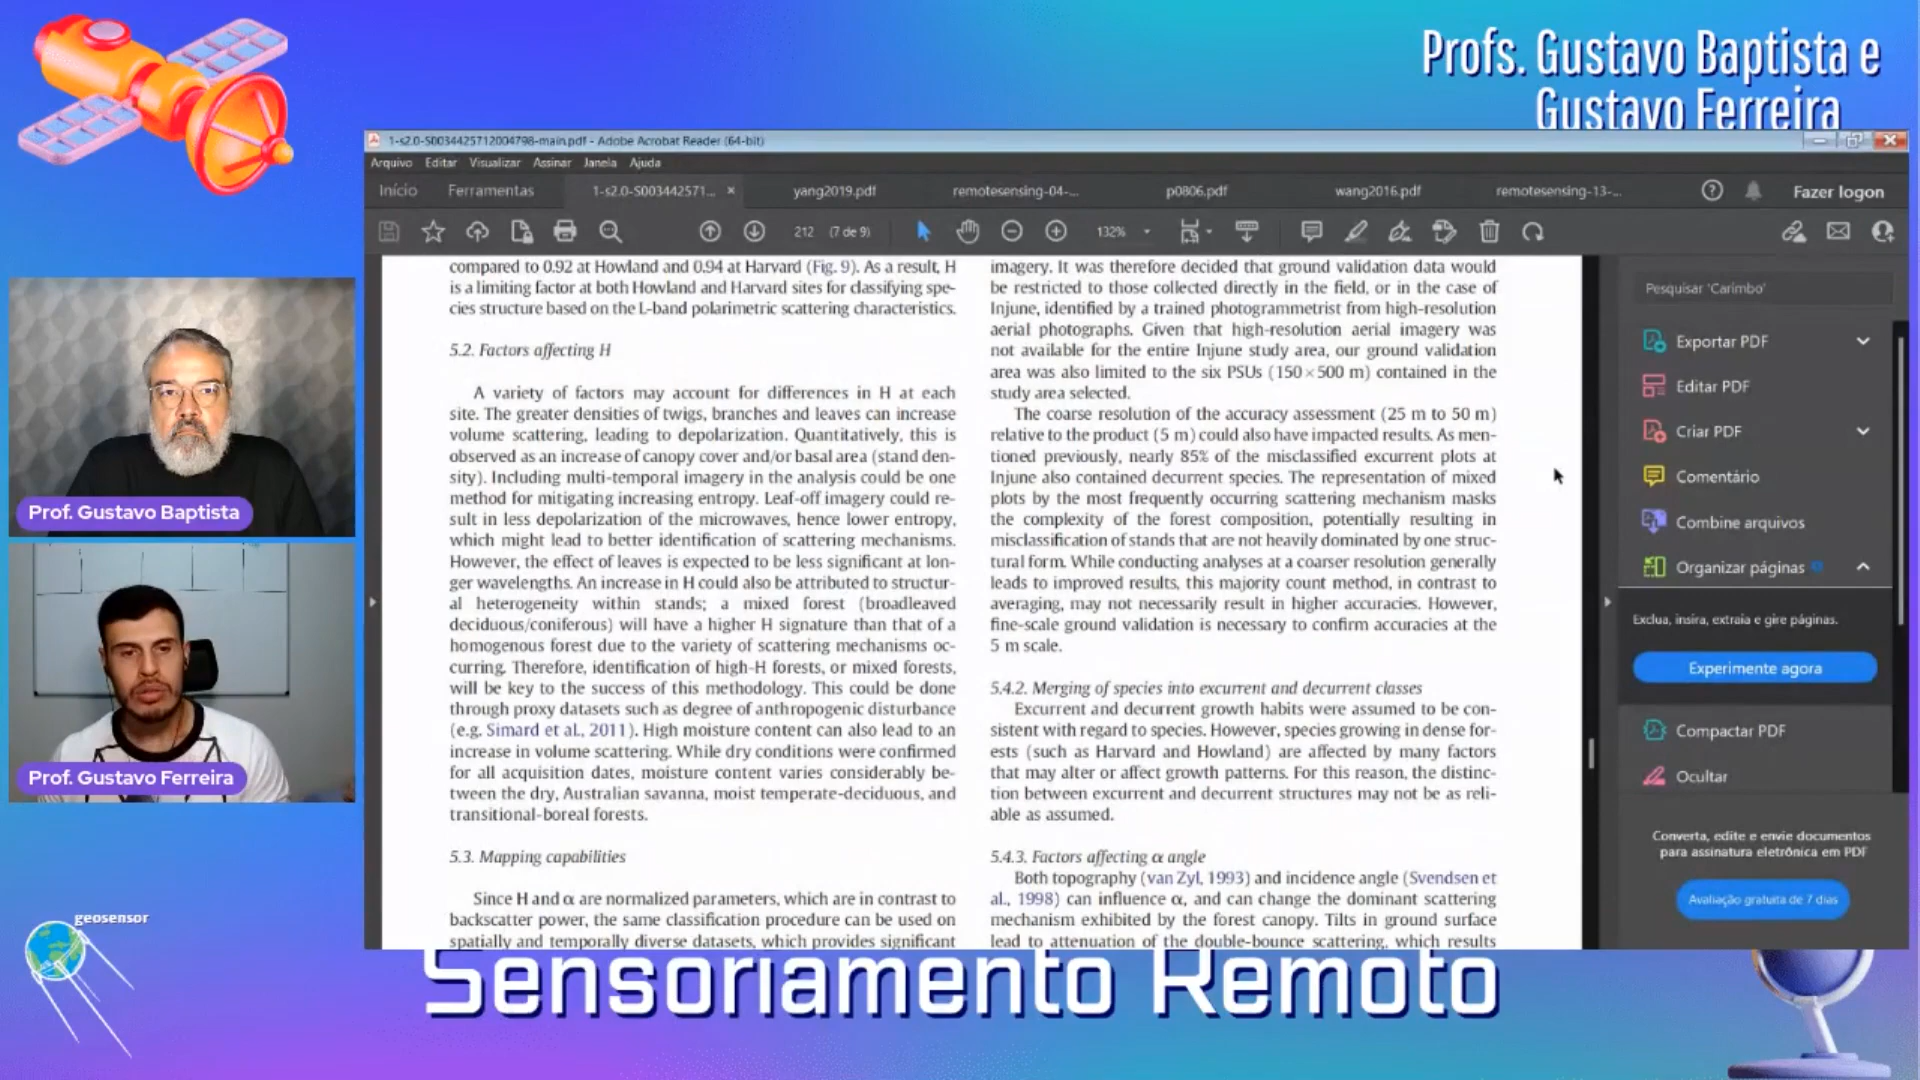 Profs. Gustavo Baptista e
Gustavo Ferreira
1-s2.0-S0034425712004798-main.pdf - Adobe Acrobat Reader (64-bit)
Arquivo Editar Visualizar Assinar Janela Ajuda
Início Ferramentas 1-s2.0-S003442571... × yang2019.pdf remotesensing-04-... p0806.pdf wang2016.pdf remotesensing-13-... Fazer logon
212 (7 de 9) 132%
compared to 0.92 at Howland and 0.94 at Harvard (Fig. 9). As a result, H
is a limiting factor at both Howland and Harvard sites for classifying spe-
cies structure based on the L-band polarimetric scattering characteristics.
5.2. Factors affecting H
A variety of factors may account for differences in H at each
site. The greater densities of twigs, branches and leaves can increase
volume scattering, leading to depolarization. Quantitatively, this is
observed as an increase of canopy cover and/or basal area (stand den-
sity). Including multi-temporal imagery in the analysis could be one
method for mitigating increasing entropy. Leaf-off imagery could re-
sult in less depolarization of the microwaves, hence lower entropy,
which might lead to better identification of scattering mechanisms.
However, the effect of leaves is expected to be less significant at lon-
ger wavelengths. An increase in H could also be attributed to structur-
al heterogeneity within stands; a mixed forest (broadleaved
deciduous/coniferous) will have a higher H signature than that of a
homogenous forest due to the variety of scattering mechanisms oc-
curring. Therefore, identification of high-H forests, or mixed forests,
will be key to the success of this methodology. This could be done
through proxy datasets such as degree of anthropogenic disturbance
(e.g. Simard et al., 2011). High moisture content can also lead to an
increase in volume scattering. While dry conditions were confirmed
for all acquisition dates, moisture content varies considerably be-
tween the dry, Australian savanna, moist temperate-deciduous, and
transitional-boreal forests.
5.3. Mapping capabilities
Since H and α are normalized parameters, which are in contrast to
backscatter power, the same classification procedure can be used on
spatially and temporally diverse datasets, which provides significant
imagery. It was therefore decided that ground validation data would
be restricted to those collected directly in the field, or in the case of
Injune, identified by a trained photogrammetrist from high-resolution
aerial photographs. Given that high-resolution aerial imagery was
not available for the entire Injune study area, our ground validation
area was also limited to the six PSUs (150×500 m) contained in the
study area selected.
The coarse resolution of the accuracy assessment (25 m to 50 m)
relative to the product (5 m) could also have impacted results. As men-
tioned previously, nearly 85% of the misclassified excurrent plots at
Injune also contained decurrent species. The representation of mixed
plots by the most frequently occurring scattering mechanism masks
the complexity of the forest composition, potentially resulting in
misclassification of stands that are not heavily dominated by one struc-
tural form. While conducting analyses at a coarser resolution generally
leads to improved results, this majority count method, in contrast to
averaging, may not necessarily result in higher accuracies. However,
fine-scale ground validation is necessary to confirm accuracies at the
5 m scale.
5.4.2. Merging of species into excurrent and decurrent classes
Excurrent and decurrent growth habits were assumed to be con-
sistent with regard to species. However, species growing in dense for-
ests (such as Harvard and Howland) are affected by many factors
that may alter or affect growth patterns. For this reason, the distinc-
tion between excurrent and decurrent structures may not be as reli-
able as assumed.
5.4.3. Factors affecting α angle
Both topography (van Zyl, 1993) and incidence angle (Svendsen et
al., 1998) can influence α, and can change the dominant scattering
mechanism exhibited by the forest canopy. Tilts in ground surface
lead to attenuation of the double-bounce scattering, which results
Pesquisar 'Carimbo'
Exportar PDF
Editar PDF
Criar PDF
Comentário
Combine arquivos
Organizar páginas
Exclua, insira, extraia e gire páginas.
Experimente agora
Compactar PDF
Ocultar
Converta, edite e envie documentos
para assinatura eletrônica em PDF
Avaliação gratuita de 7 dias
Prof. Gustavo Baptista
Prof. Gustavo Ferreira
geosensor
Sensoriamento Remoto